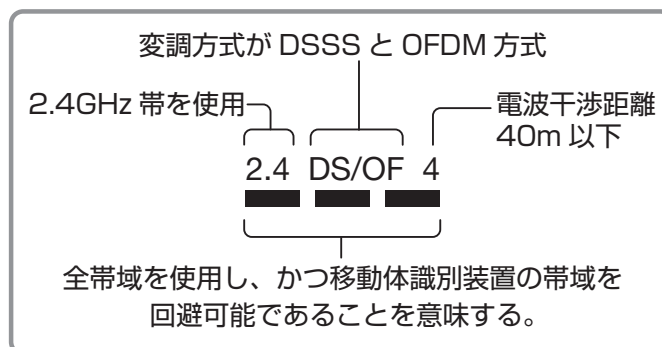 変調方式が DSSS と OFDM 方式
2.4GHz 帯を使用
電波干渉距離
40m 以下
2.4 DS/OF 4
全帯域を使用し、かつ移動体識別装置の帯域を
回避可能であることを意味する。